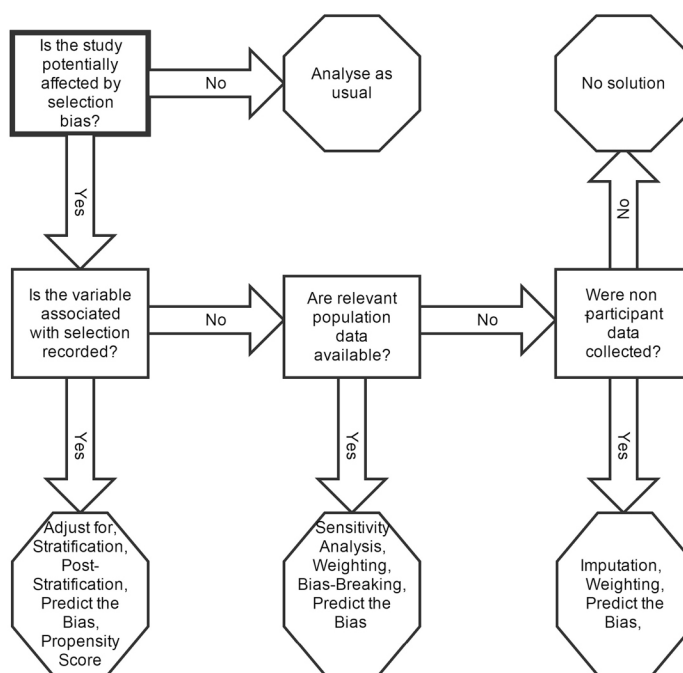 Is the study
potentially
affected by
selection
bias?
No
Analyse as
usual
No solution
Yes
No
Is the variable
associated
with selection
recorded?
No
Are relevant
population
data
available?
No
Were non
-participant
data
collected?
Yes
Yes
Yes
Adjust for,
Stratification,
Post-
Stratification,
Predict the
Bias,
Propensity
Score
Sensitivity
Analysis,
Weighting,
Bias-Breaking,
Predict the
Bias
Imputation,
Weighting,
Predict the
Bias,